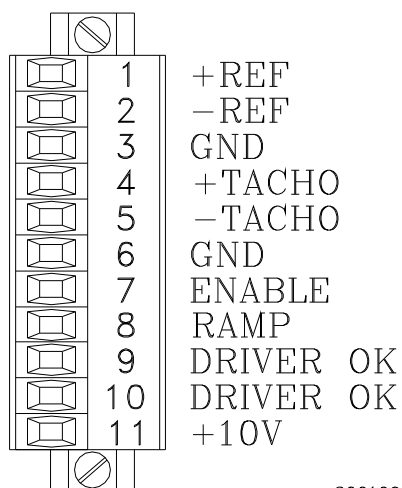 1 +REF
2 -REF
3 GND
4 +TACHO
5 -TACHO
6 GND
7 ENABLE
8 RAMP
9 DRIVER OK
10 DRIVER OK
11 +10V